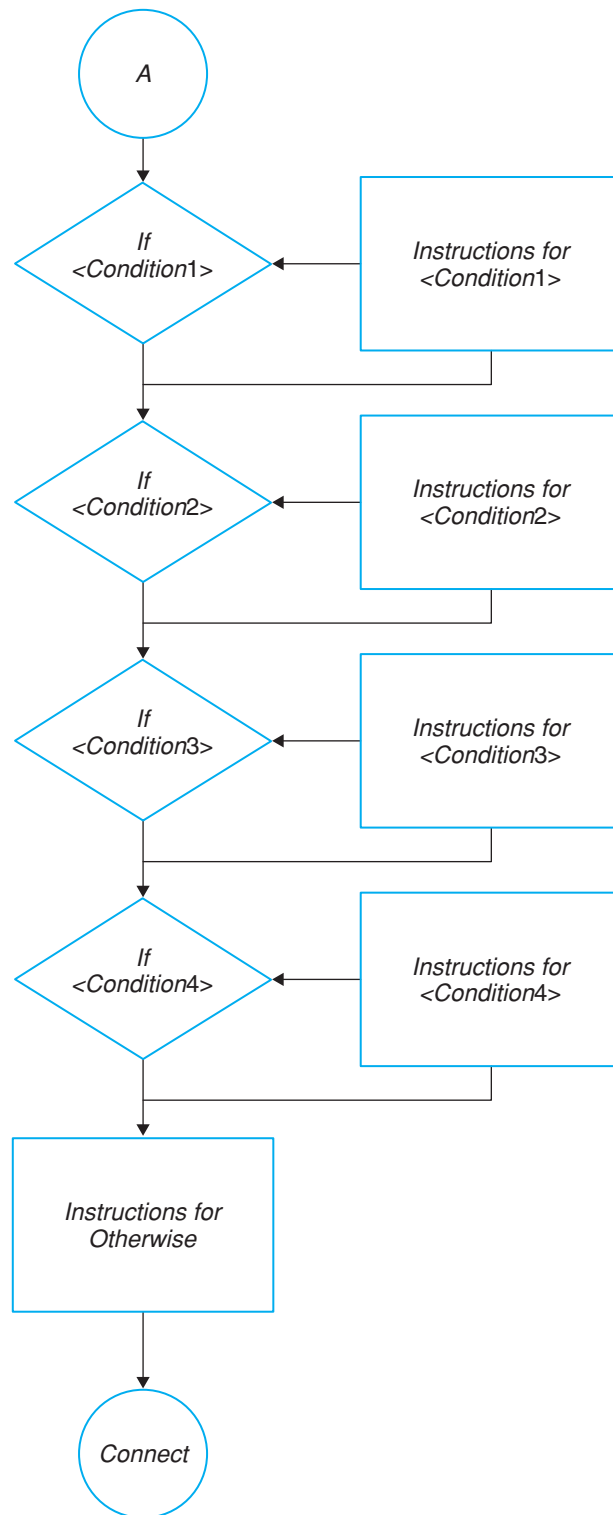 A
If
<Condition1>
Instructions for
<Condition1>
If
<Condition2>
Instructions for
<Condition2>
If
<Condition3>
Instructions for
<Condition3>
If
<Condition4>
Instructions for
<Condition4>
Instructions for
Otherwise
Connect